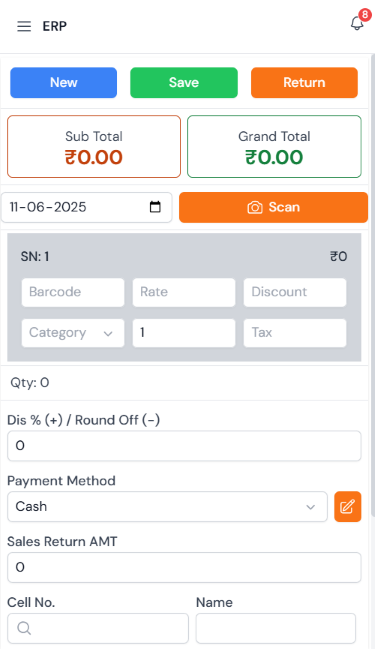 ERP
8
New Save Return
Sub Total Grand Total
₹0.00 ₹0.00
11-06-2025 Scan
SN: 1 ₹0
Barcode Rate Discount
Category 1 Tax
Qty: 0
Dis % (+) / Round Off (-)
0
Payment Method
Cash
Sales Return AMT
0
Cell No. Name